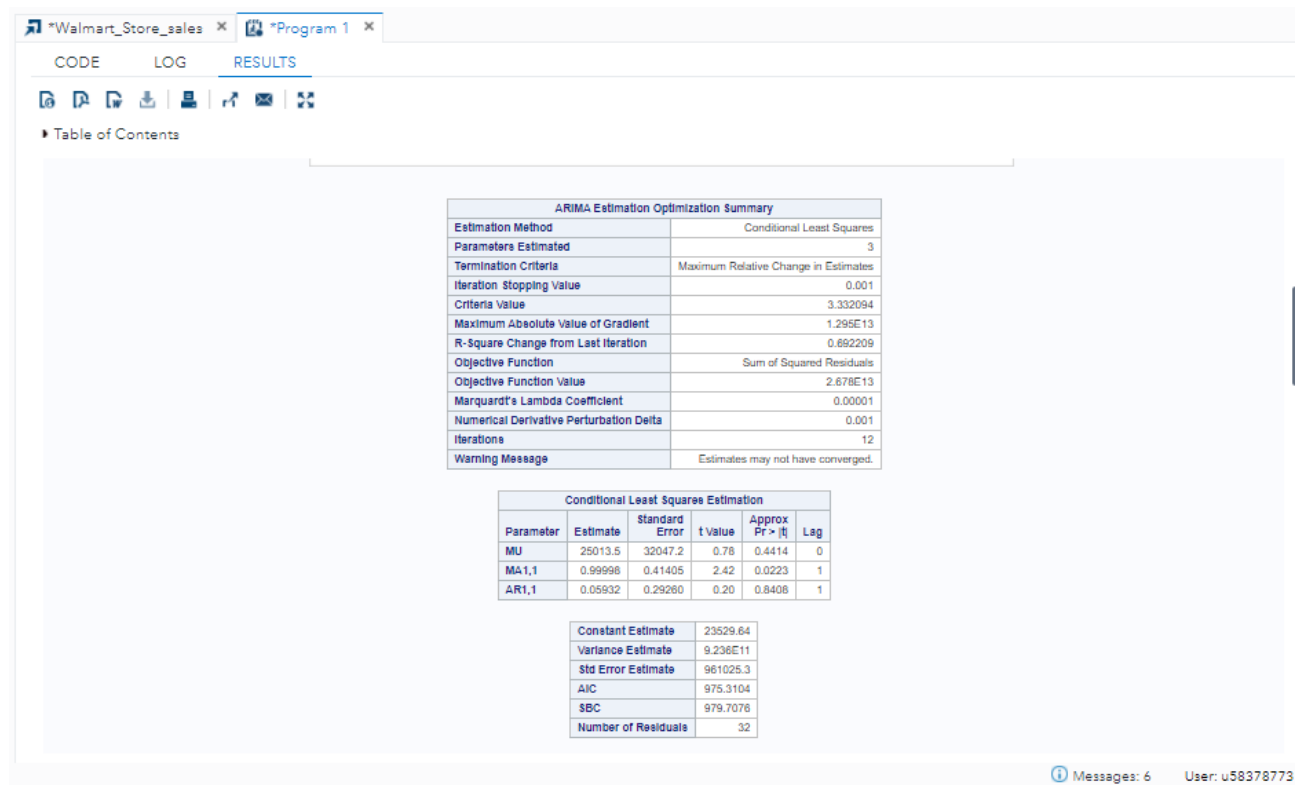 *Walmart_Store_sales × *Program 1 ×
CODE LOG RESULTS
Table of Contents
ARIMA Estimation Optimization Summary
Estimation Method Conditional Least Squares
Parameters Estimated 3
Termination Criteria Maximum Relative Change in Estimates
Iteration Stopping Value 0.001
Criteria Value 3.332094
Maximum Absolute Value of Gradient 1.295E13
R-Square Change from Last Iteration 0.692209
Objective Function Sum of Squared Residuals
Objective Function Value 2.678E13
Marquardt's Lambda Coefficient 0.00001
Numerical Derivative Perturbation Delta 0.001
Iterations 12
Warning Message Estimates may not have converged.
Conditional Least Squares Estimation
Parameter Estimate Standard Error t Value Approx Pr > |t| Lag
MU 25013.5 32047.2 0.78 0.4414 0
MA1,1 0.99998 0.41405 2.42 0.0223 1
AR1,1 0.05932 0.29260 0.20 0.8408 1
Constant Estimate 23529.64
Variance Estimate 9.236E11
Std Error Estimate 961025.3
AIC 975.3104
SBC 979.7076
Number of Residuals 32
Messages: 6 User: u58378773